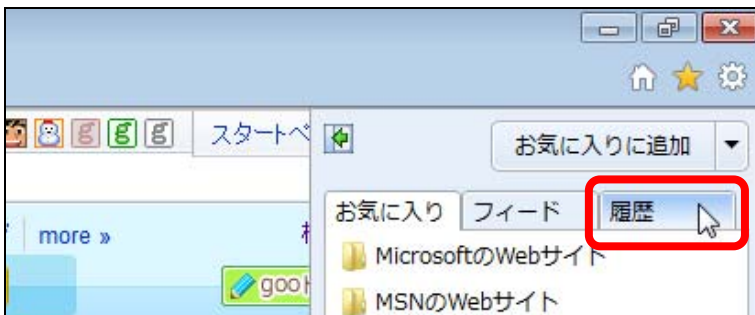 スタートペ
お気に入りに追加
お気に入り フィード 履歴
more »
MicrosoftのWebサイト
goo
MSNのWebサイト